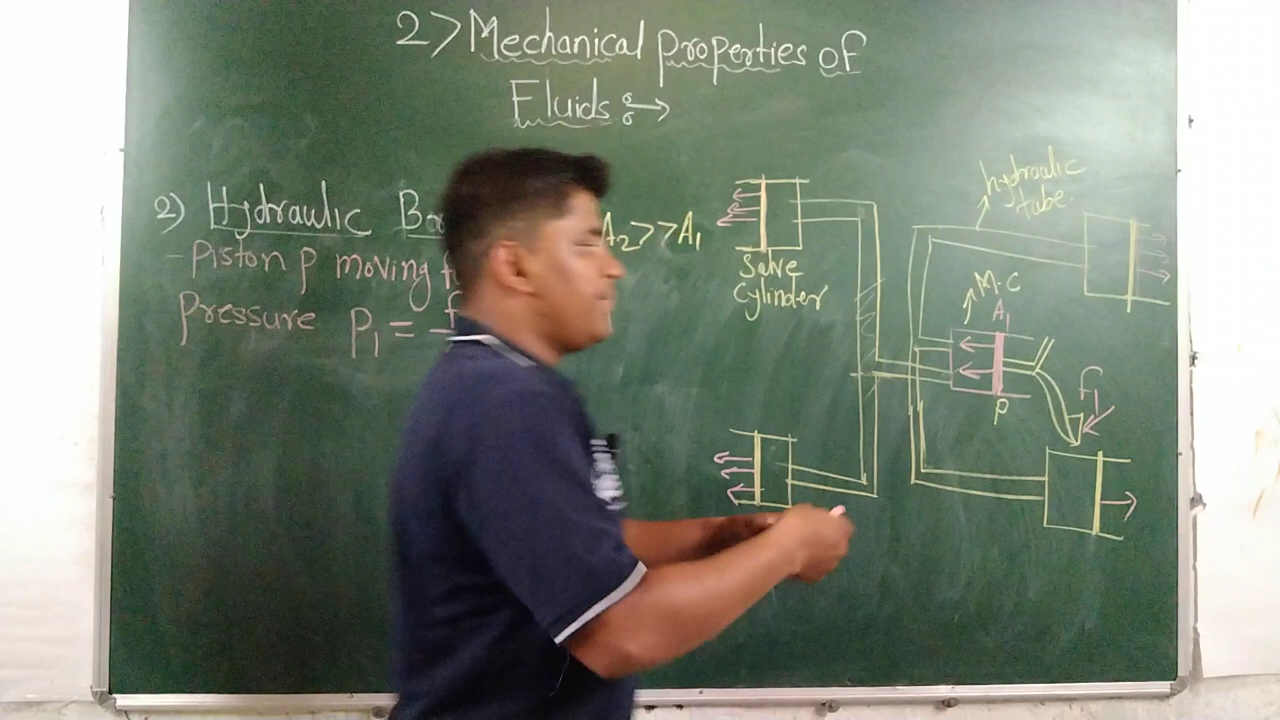 2> Mechanical properties of
Fluids :→
2) Hydraulic
A2>>A1
- Piston p moving
Pressure P1 =
Salve
Cylinder
hydraulic
tube.
M.C
A1
P
F1